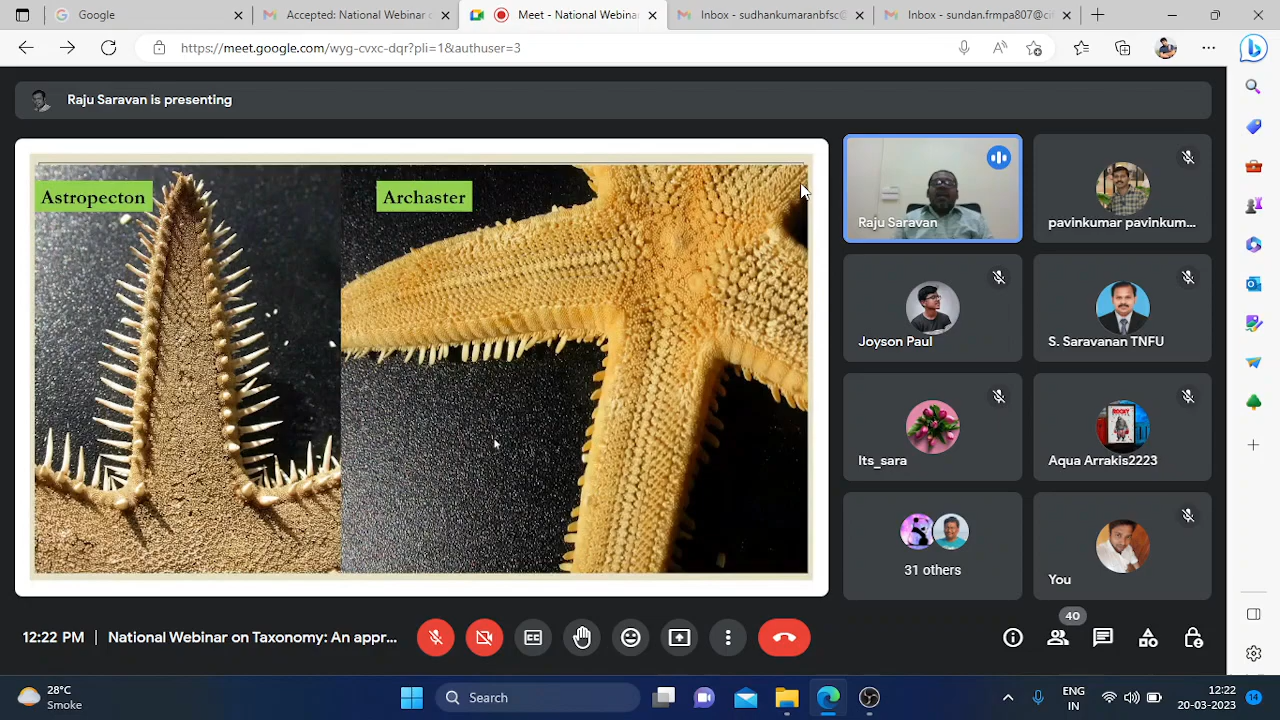 Google
Accepted: National Webinar o
Meet - National Webinar
Inbox - sudhankumaranbfsc@
Inbox - sundan.frmpa807@cif
https://meet.google.com/wyg-cvxc-dqr?pli=1&authuser=3
Raju Saravan is presenting
Astropecton
Archaster
Raju Saravan
pavinkumar pavinkum...
Joyson Paul
S. Saravanan TNFU
Its_sara
Aqua Arrakis2223
31 others
You
12:22 PM | National Webinar on Taxonomy: An appr...
40
28°C
Smoke
Search
ENG
IN
12:22
20-03-2023
14